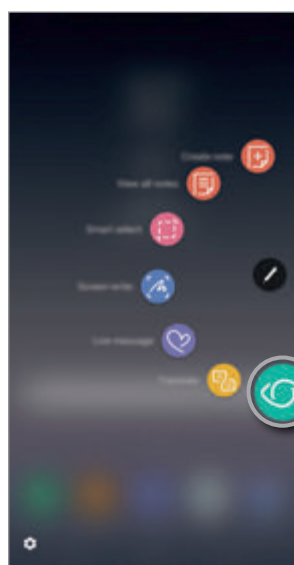 Create note
View all notes
Smart select
Screen write
Live message
Translate